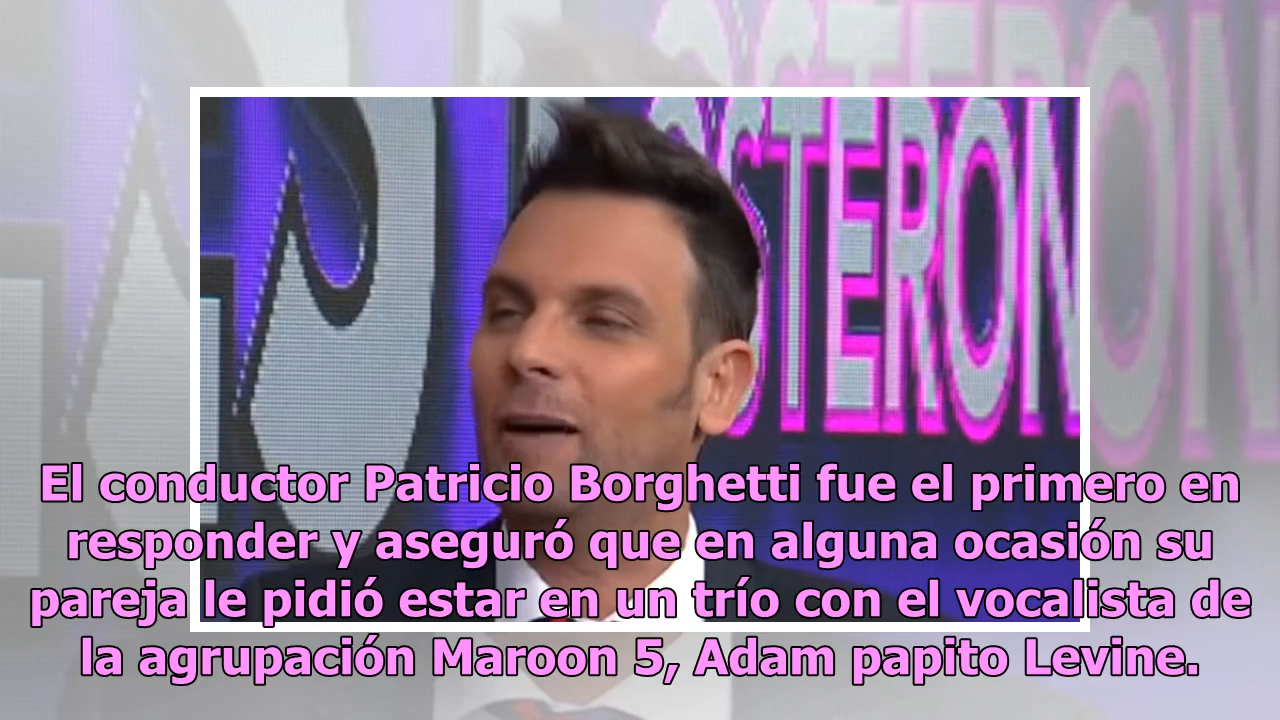 OSTERÓN
El conductor Patricio Borghetti fue el primero en
responder y aseguró que en alguna ocasión su
pareja le pidió estar en un trío con el vocalista de
la agrupación Maroon 5, Adam papito Levine.